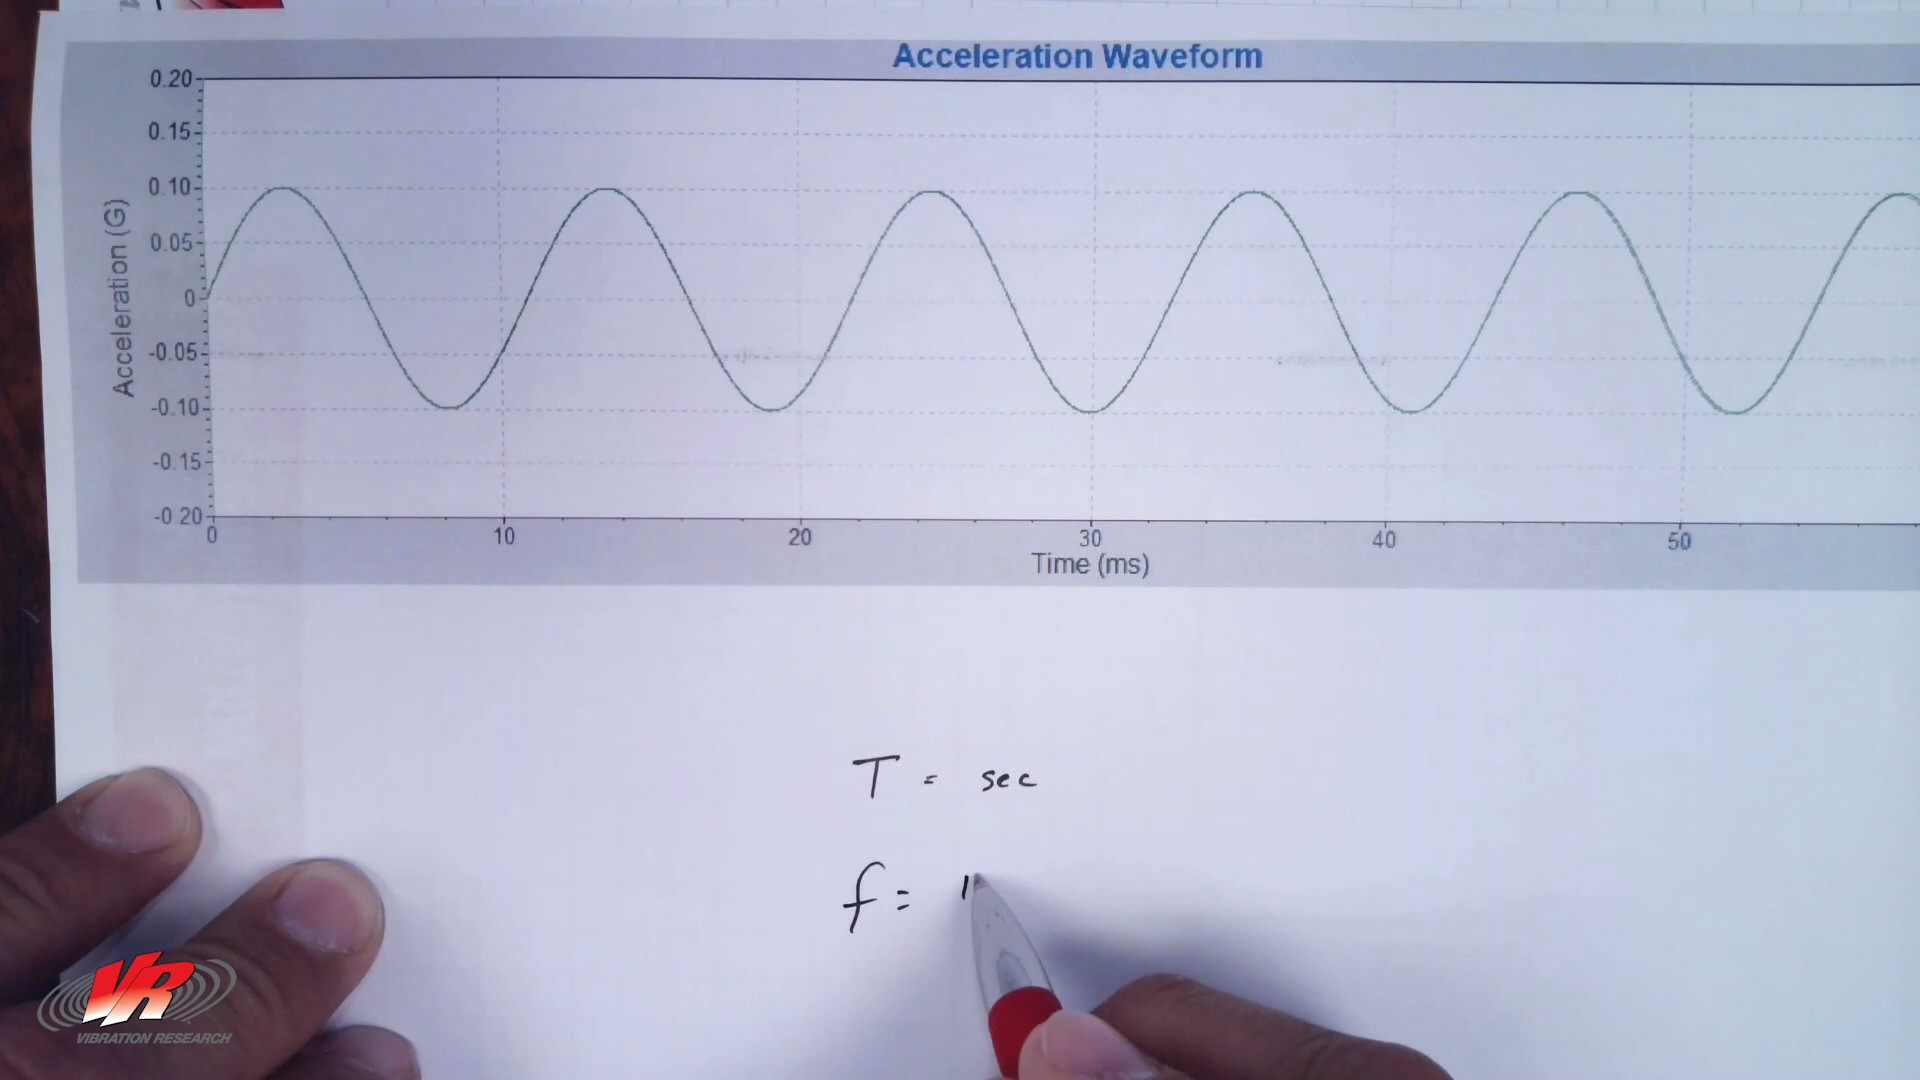 Acceleration Waveform
0.20
0.15
0.10
0.05
0
-0.05
-0.10
-0.15
-0.20
Acceleration (G)
0 10 20 30 40 50
Time (ms)
T = sec
f = 1
VR
VIBRATION RESEARCH